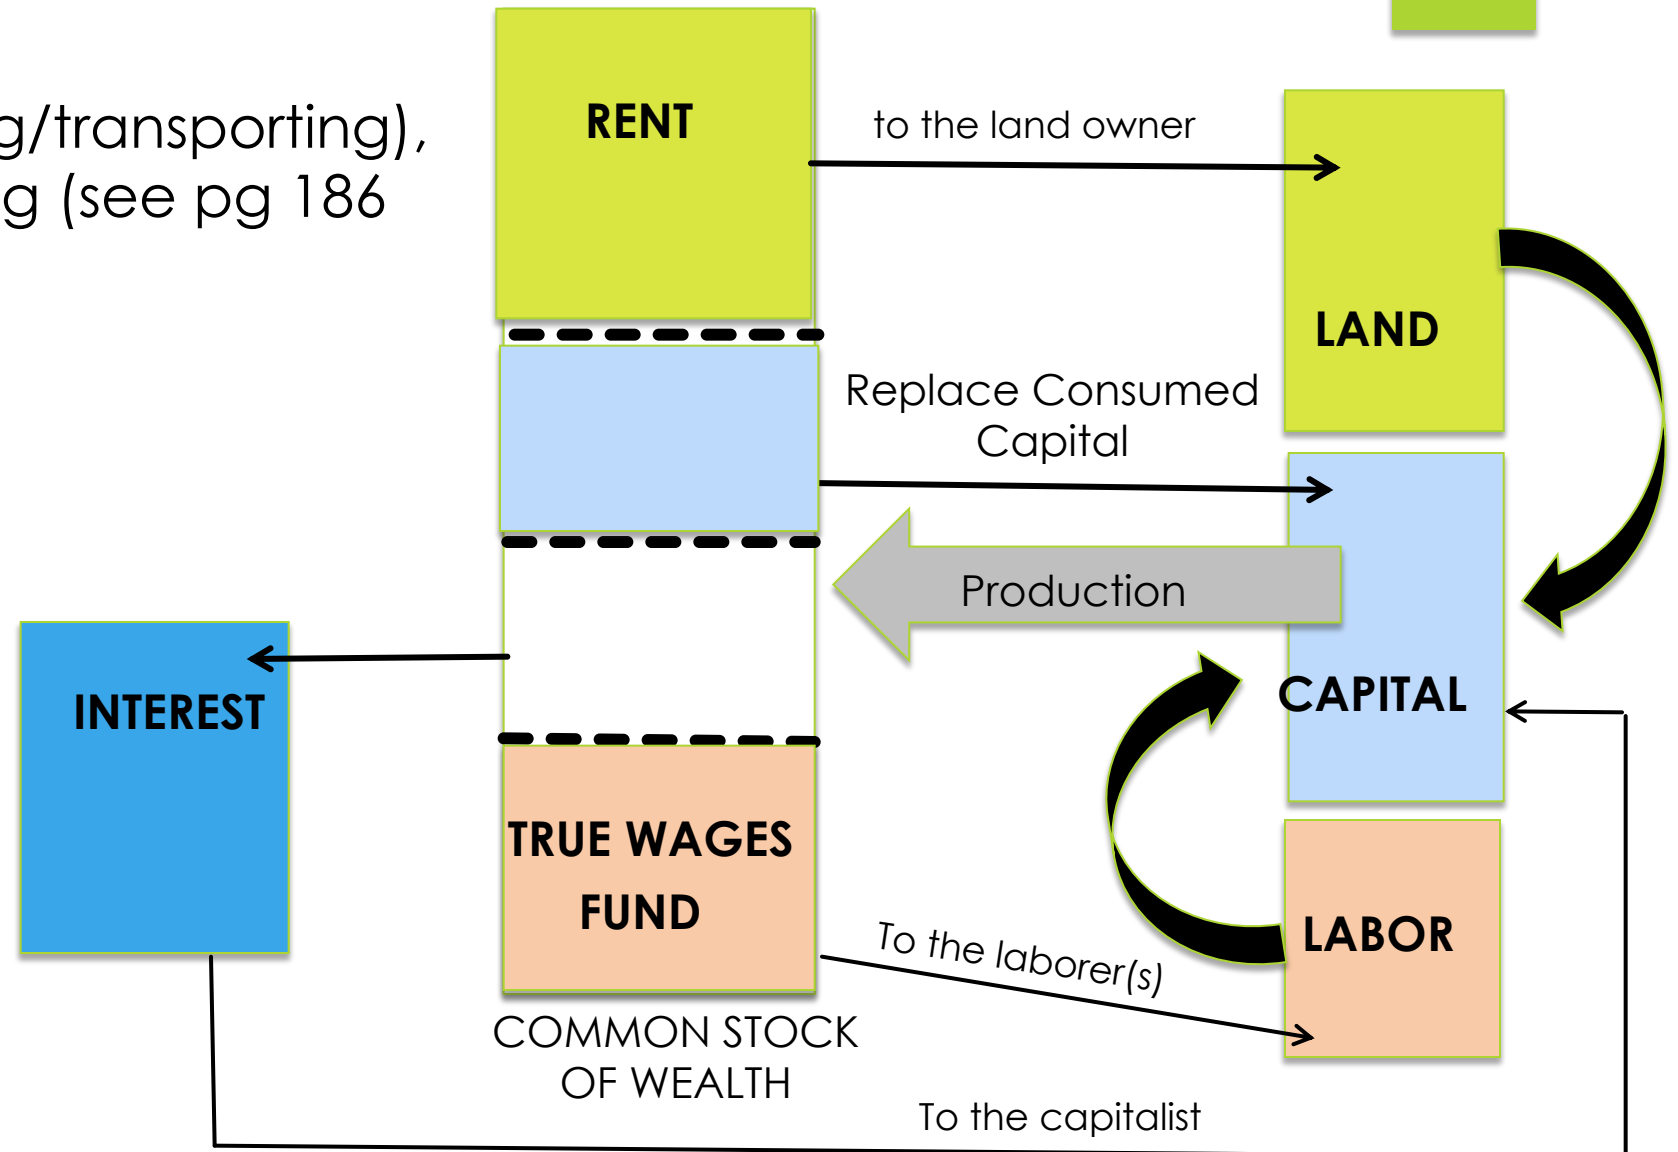 g/transporting),
g (see pg 186
RENT
to the land owner
LAND
Replace Consumed
Capital
Production
INTEREST
CAPITAL
TRUE WAGES
FUND
To the laborer(s)
LABOR
COMMON STOCK
OF WEALTH
To the capitalist